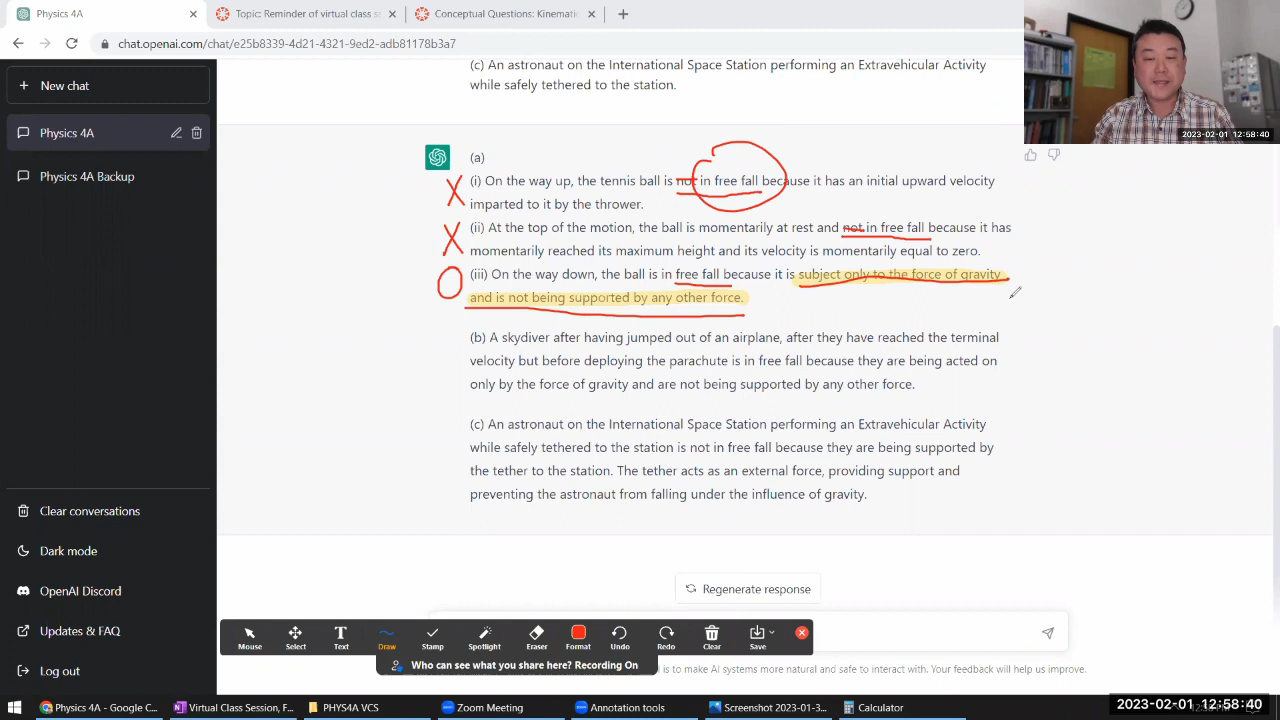 Physics 4A
Topic: Reminder of virtual class se
Conceptual Questions: Kinemati
chat.openai.com/chat/e25b8339-4d21-4321-9ed2-adb81178b3a7
New chat
Physics 4A
Physics 4A Backup
Clear conversations
Dark mode
OpenAI Discord
Updates & FAQ
Log out
(c) An astronaut on the International Space Station performing an Extravehicular Activity
while safely tethered to the station.
(a)
X (i) On the way up, the tennis ball is not in free fall because it has an initial upward velocity
imparted to it by the thrower.
X (ii) At the top of the motion, the ball is momentarily at rest and not in free fall because it has
momentarily reached its maximum height and its velocity is momentarily equal to zero.
O (iii) On the way down, the ball is in free fall because it is subject only to the force of gravity
and is not being supported by any other force.
(b) A skydiver after having jumped out of an airplane, after they have reached the terminal
velocity but before deploying the parachute is in free fall because they are being acted on
only by the force of gravity and are not being supported by any other force.
(c) An astronaut on the International Space Station performing an Extravehicular Activity
while safely tethered to the station is not in free fall because they are being supported by
the tether to the station. The tether acts as an external force, providing support and
preventing the astronaut from falling under the influence of gravity.
2023-02-01 12:58:40
Regenerate response
Mouse Select Text Draw Stamp Spotlight Eraser Format Undo Redo Clear Save
Who can see what you share here? Recording On
l is to make AI systems more natural and safe to interact with. Your feedback will help us improve.
Physics 4A - Google C...
Virtual Class Session, F...
PHYS4A VCS
Zoom Meeting
Annotation tools
Screenshot 2023-01-3...
Calculator
2023-02-01 12:58:40